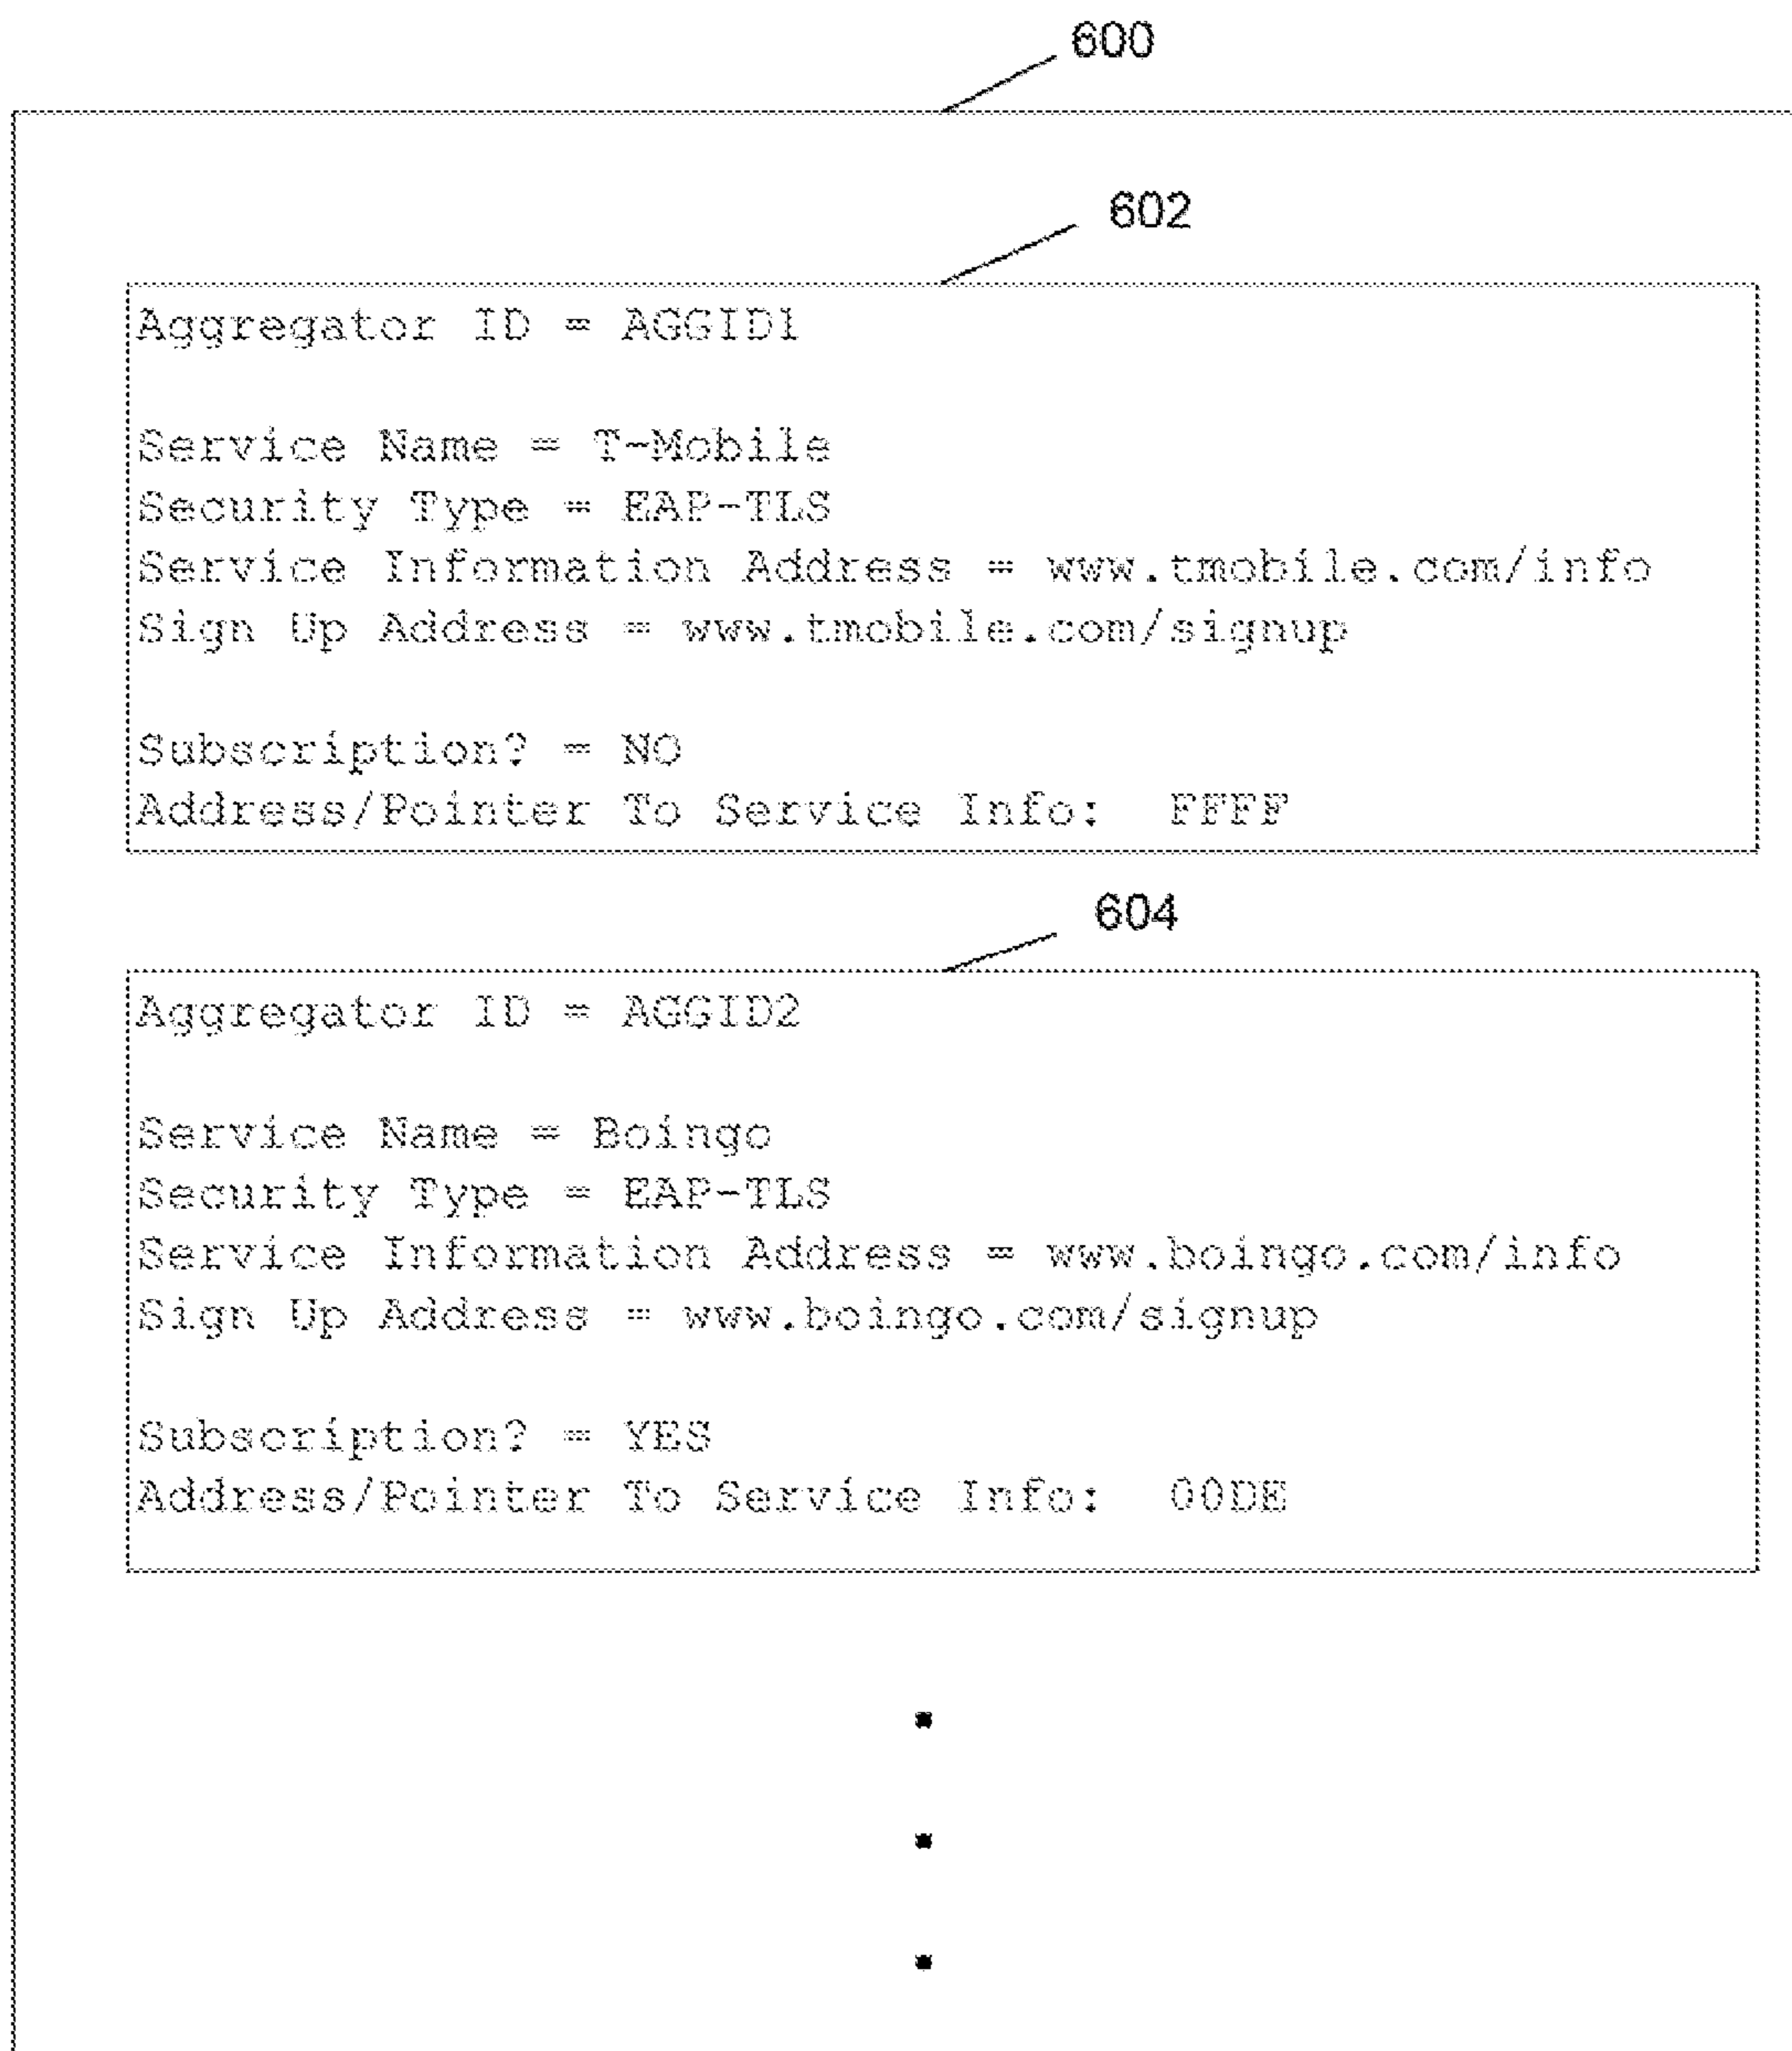 600
602
Aggregator ID = AGGID1
Service Name = T-Mobile
Security Type = EAP-TLS
Service Information Address = www.tmobile.com/info
Sign Up Address = www.tmobile.com/signup
Subscription? = NO
Address/Pointer To Service Info: FFFF
604
Aggregator ID = AGGID2
Service Name = Boingo
Security Type = EAP-TLS
Service Information Address = www.boingo.com/info
Sign Up Address = www.boingo.com/signup
Subscription? = YES
Address/Pointer To Service Info: 00DE